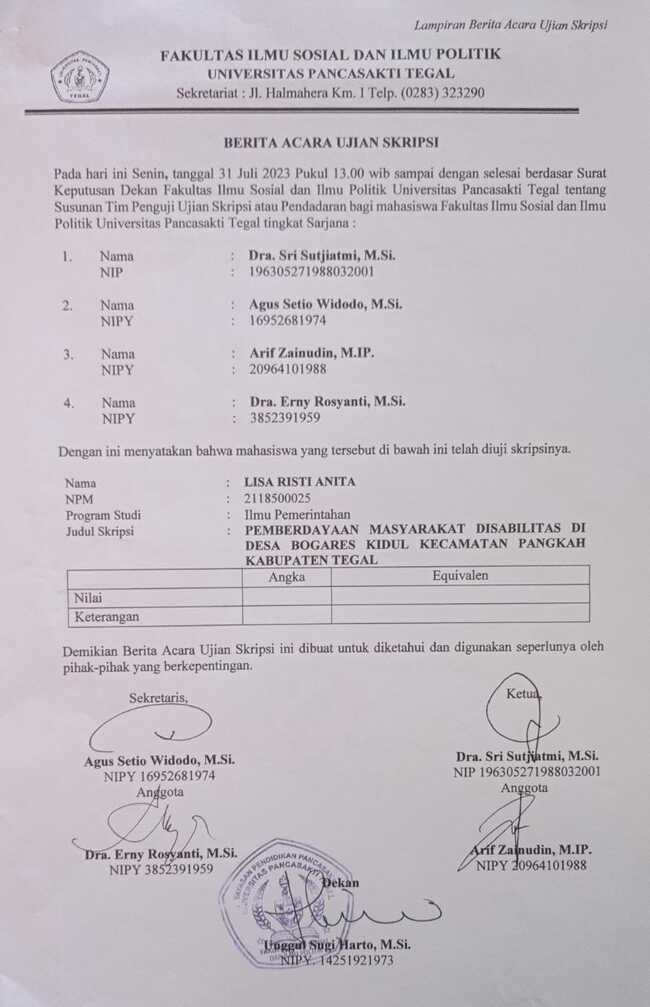 Lampiran Berita Acara Ujian Skripsi
FAKULTAS ILMU SOSIAL DAN ILMU POLITIK
UNIVERSITAS PANCASAKTI TEGAL
Sekretariat : Jl. Halmahera Km. 1 Telp. (0283) 323290
BERITA ACARA UJIAN SKRIPSI
Pada hari ini Senin, tanggal 31 Juli 2023 Pukul 13.00 wib sampai dengan selesai berdasar Surat
Keputusan Dekan Fakultas Ilmu Sosial dan Ilmu Politik Universitas Pancasakti Tegal tentang
Susunan Tim Penguji Ujian Skripsi atau Pendadaran bagi mahasiswa Fakultas Ilmu Sosial dan Ilmu
Politik Universitas Pancasakti Tegal tingkat Sarjana :
1. Nama : Dra. Sri Sutjiatmi, M.Si.
NIP : 196305271988032001
2. Nama : Agus Setio Widodo, M.Si.
NIPY : 16952681974
3. Nama : Arif Zainudin, M.IP.
NIPY : 20964101988
4. Nama : Dra. Erny Rosyanti, M.Si.
NIPY : 3852391959
Dengan ini menyatakan bahwa mahasiswa yang tersebut di bawah ini telah diuji skripsinya.
Nama : LISA RISTI ANITA
NPM : 2118500025
Program Studi : Ilmu Pemerintahan
Judul Skripsi : PEMBERDAYAAN MASYARAKAT DISABILITAS DI
DESA BOGARES KIDUL KECAMATAN PANGKAH
KABUPATEN TEGAL
Angka Equivalen
Nilai
Keterangan
Demikian Berita Acara Ujian Skripsi ini dibuat untuk diketahui dan digunakan seperlunya oleh
pihak-pihak yang berkepentingan.
Sekretaris, Ketua,
Agus Setio Widodo, M.Si. Dra. Sri Sutjiatmi, M.Si.
NIPY 16952681974 NIP 196305271988032001
Anggota Anggota
Dra. Erny Rosyanti, M.Si. Arif Zainudin, M.IP.
NIPY 3852391959 NIPY 20964101988
YAYASAN PENDIDIKAN PANCASAKTI
UNIVERSITAS PANCASAKTI TEGAL
Dekan
Unggul Sugi Harto, M.Si.
NIPY. 14251921973